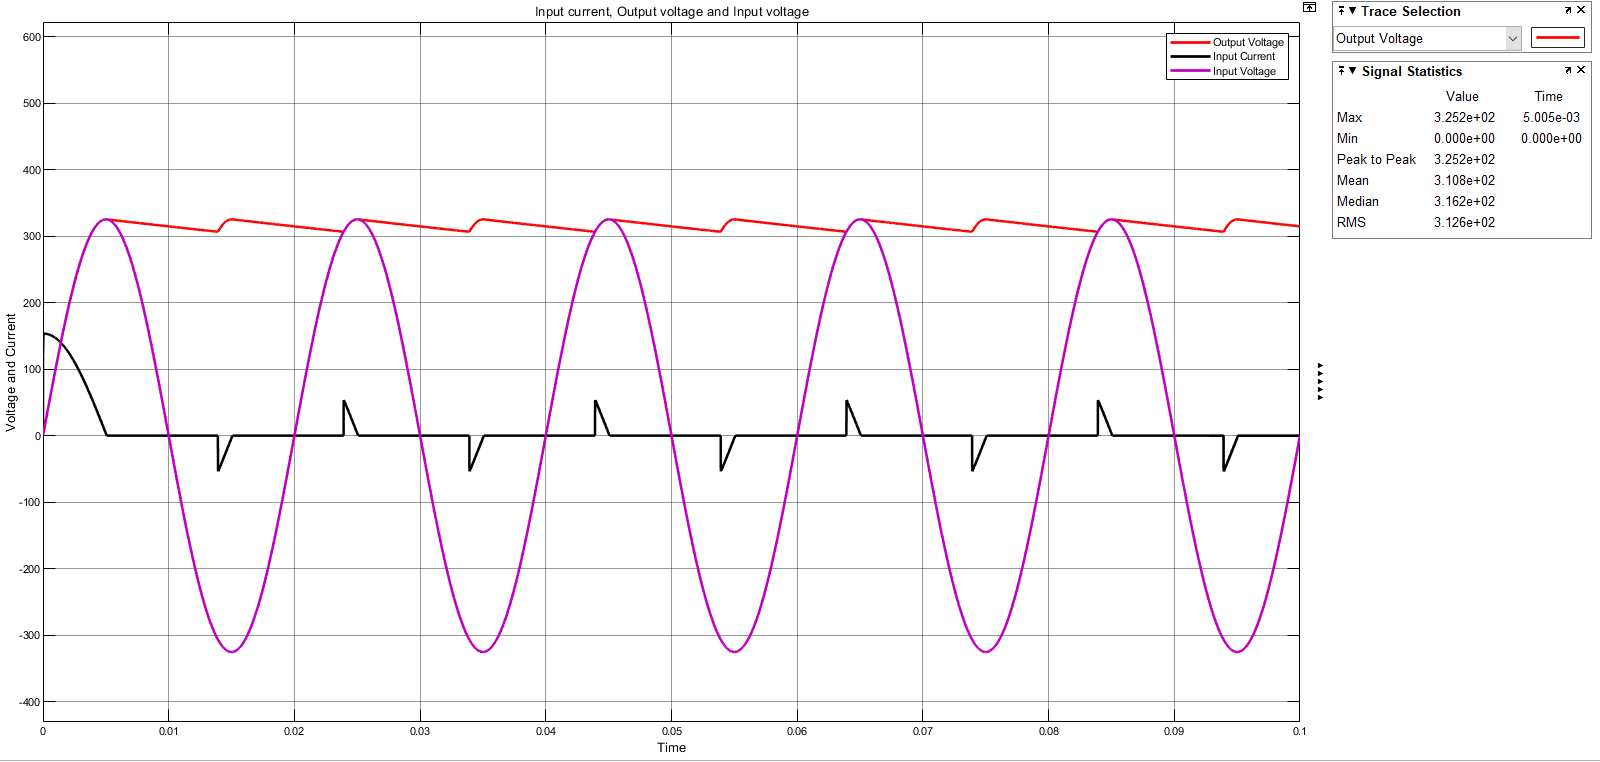 Input current, Output voltage and Input voltage
Output Voltage
Input Current
Input Voltage
Voltage and Current
600
500
400
300
200
100
0
-100
-200
-300
-400
0 0.01 0.02 0.03 0.04 0.05 0.06 0.07 0.08 0.09 0.1
Time
Trace Selection
Output Voltage
Signal Statistics
Value Time
Max 3.252e+02 5.005e-03
Min 0.000e+00 0.000e+00
Peak to Peak 3.252e+02
Mean 3.108e+02
Median 3.162e+02
RMS 3.126e+02